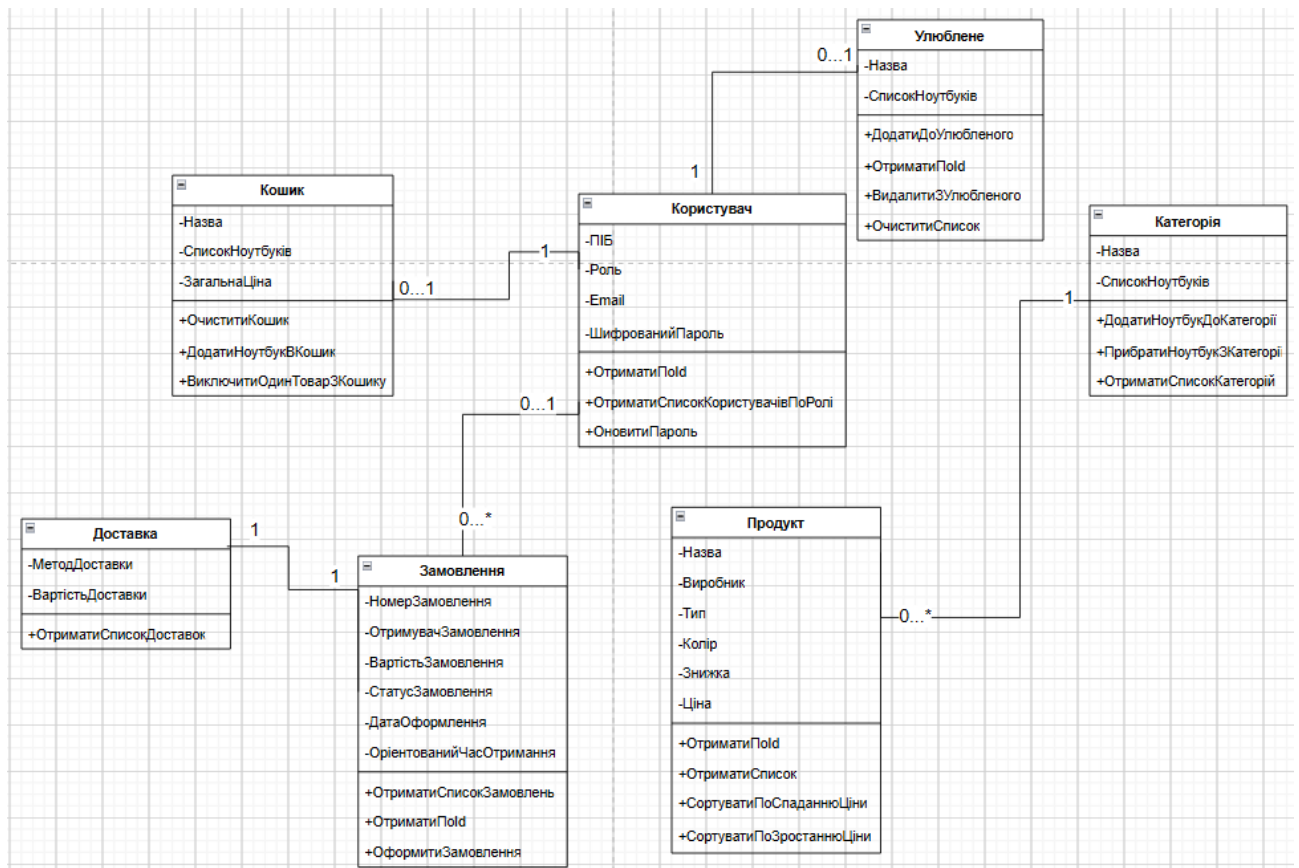 Улюблене
-Назва
-СписокНоутбуків
+ДодатиДоУлюбленого
+ОтриматиПоId
+ВидалитиЗУлюбленого
+ОчиститиСписок
0...1
1
Кошик
-Назва
-СписокНоутбуків
-ЗагальнаЦіна
+ОчиститиКошик
+ДодатиНоутбукВКошик
+ВиключитиОдинТоварЗКошику
0...1
1
Користувач
-ПІБ
-Роль
-Email
-ШифрованийПароль
+ОтриматиПоId
+ОтриматиСписокКористувачівПоРолі
+ОновитиПароль
0...1
0...*
Категорія
-Назва
-СписокНоутбуків
+ДодатиНоутбукДоКатегорії
+ПрибратиНоутбукЗКатегорії
+ОтриматиСписокКатегорій
1
0...*
Доставка
-МетодДоставки
-ВартістьДоставки
+ОтриматиСписокДоставок
1
1
Замовлення
-НомерЗамовлення
-ОтримувачЗамовлення
-ВартістьЗамовлення
-СтатусЗамовлення
-ДатаОформлення
-ОріентованийЧасОтримання
+ОтриматиСписокЗамовлень
+ОтриматиПоId
+ОформитиЗамовлення
Продукт
-Назва
-Виробник
-Тип
-Колір
-Знижка
-Ціна
+ОтриматиПоId
+ОтриматиСписок
+СортуватиПоСпаданнюЦіни
+СортуватиПоЗростаннюЦіни